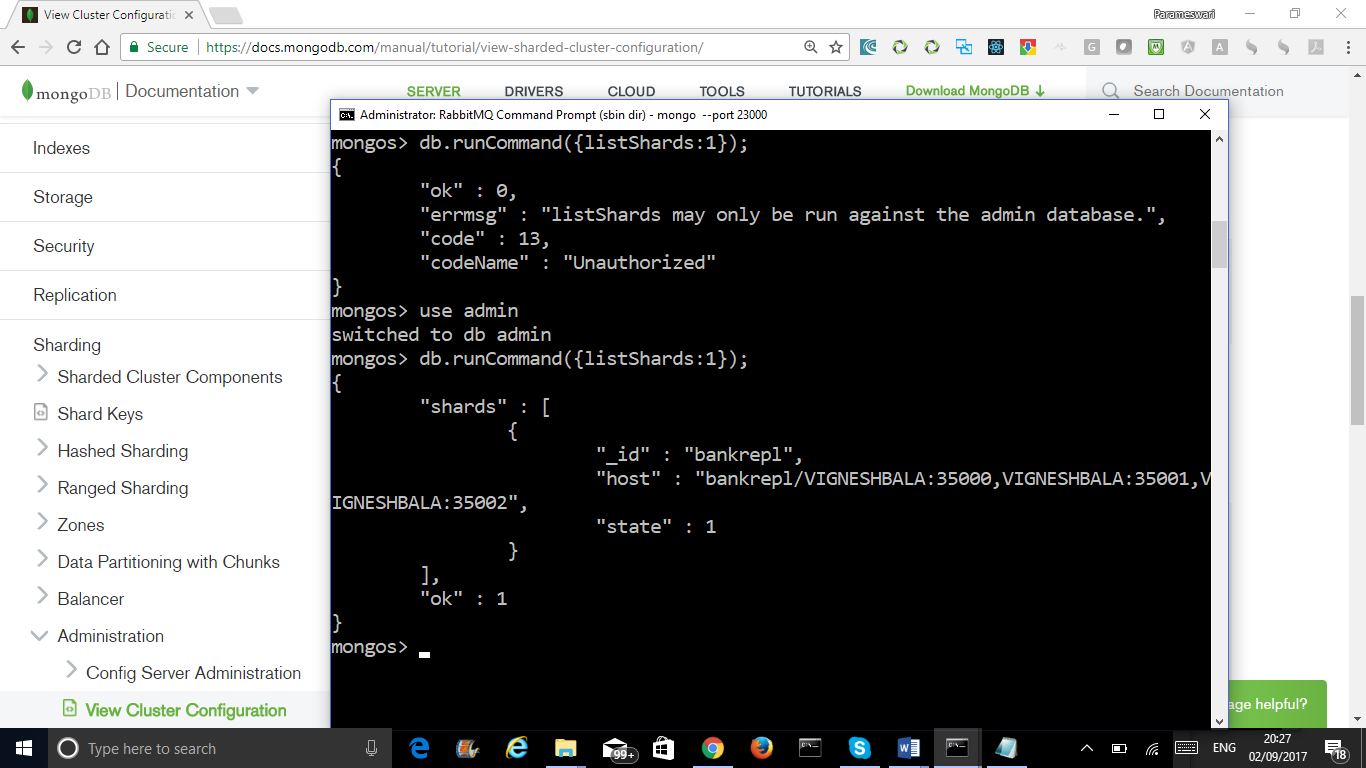 View Cluster Configuratic
Parameswari
Secure
https://docs.mongodb.com/manual/tutorial/view-sharded-cluster-configuration/
mongoDB
Documentation
SERVER
DRIVERS
CLOUD
TOOLS
TUTORIALS
Download MongoDB
Search Documentation
Indexes
Storage
Security
Replication
Sharding
Sharded Cluster Components
Shard Keys
Hashed Sharding
Ranged Sharding
Zones
Data Partitioning with Chunks
Balancer
Administration
Config Server Administration
View Cluster Configuration
Administrator: RabbitMQ Command Prompt (sbin dir) - mongo  --port 23000
mongos> db.runCommand({listShards:1});
{
"ok" : 0,
"errmsg" : "listShards may only be run against the admin database.",
"code" : 13,
"codeName" : "Unauthorized"
}
mongos> use admin
switched to db admin
mongos> db.runCommand({listShards:1});
{
"shards" : [
{
"_id" : "bankrepl",
"host" : "bankrepl/VIGNESHBALA:35000,VIGNESHBALA:35001,V
IGNESHBALA:35002",
"state" : 1
}
],
"ok" : 1
}
mongos>
age helpful?
Type here to search
99+
ENG
20:27
02/09/2017
18